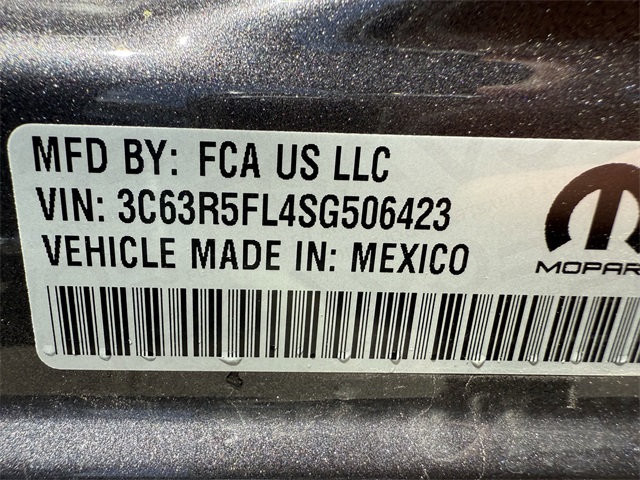 MFD BY: FCA US LLC
VIN: 3C63R5FL4SG506423
VEHICLE MADE IN: MEXICO
MOPAR